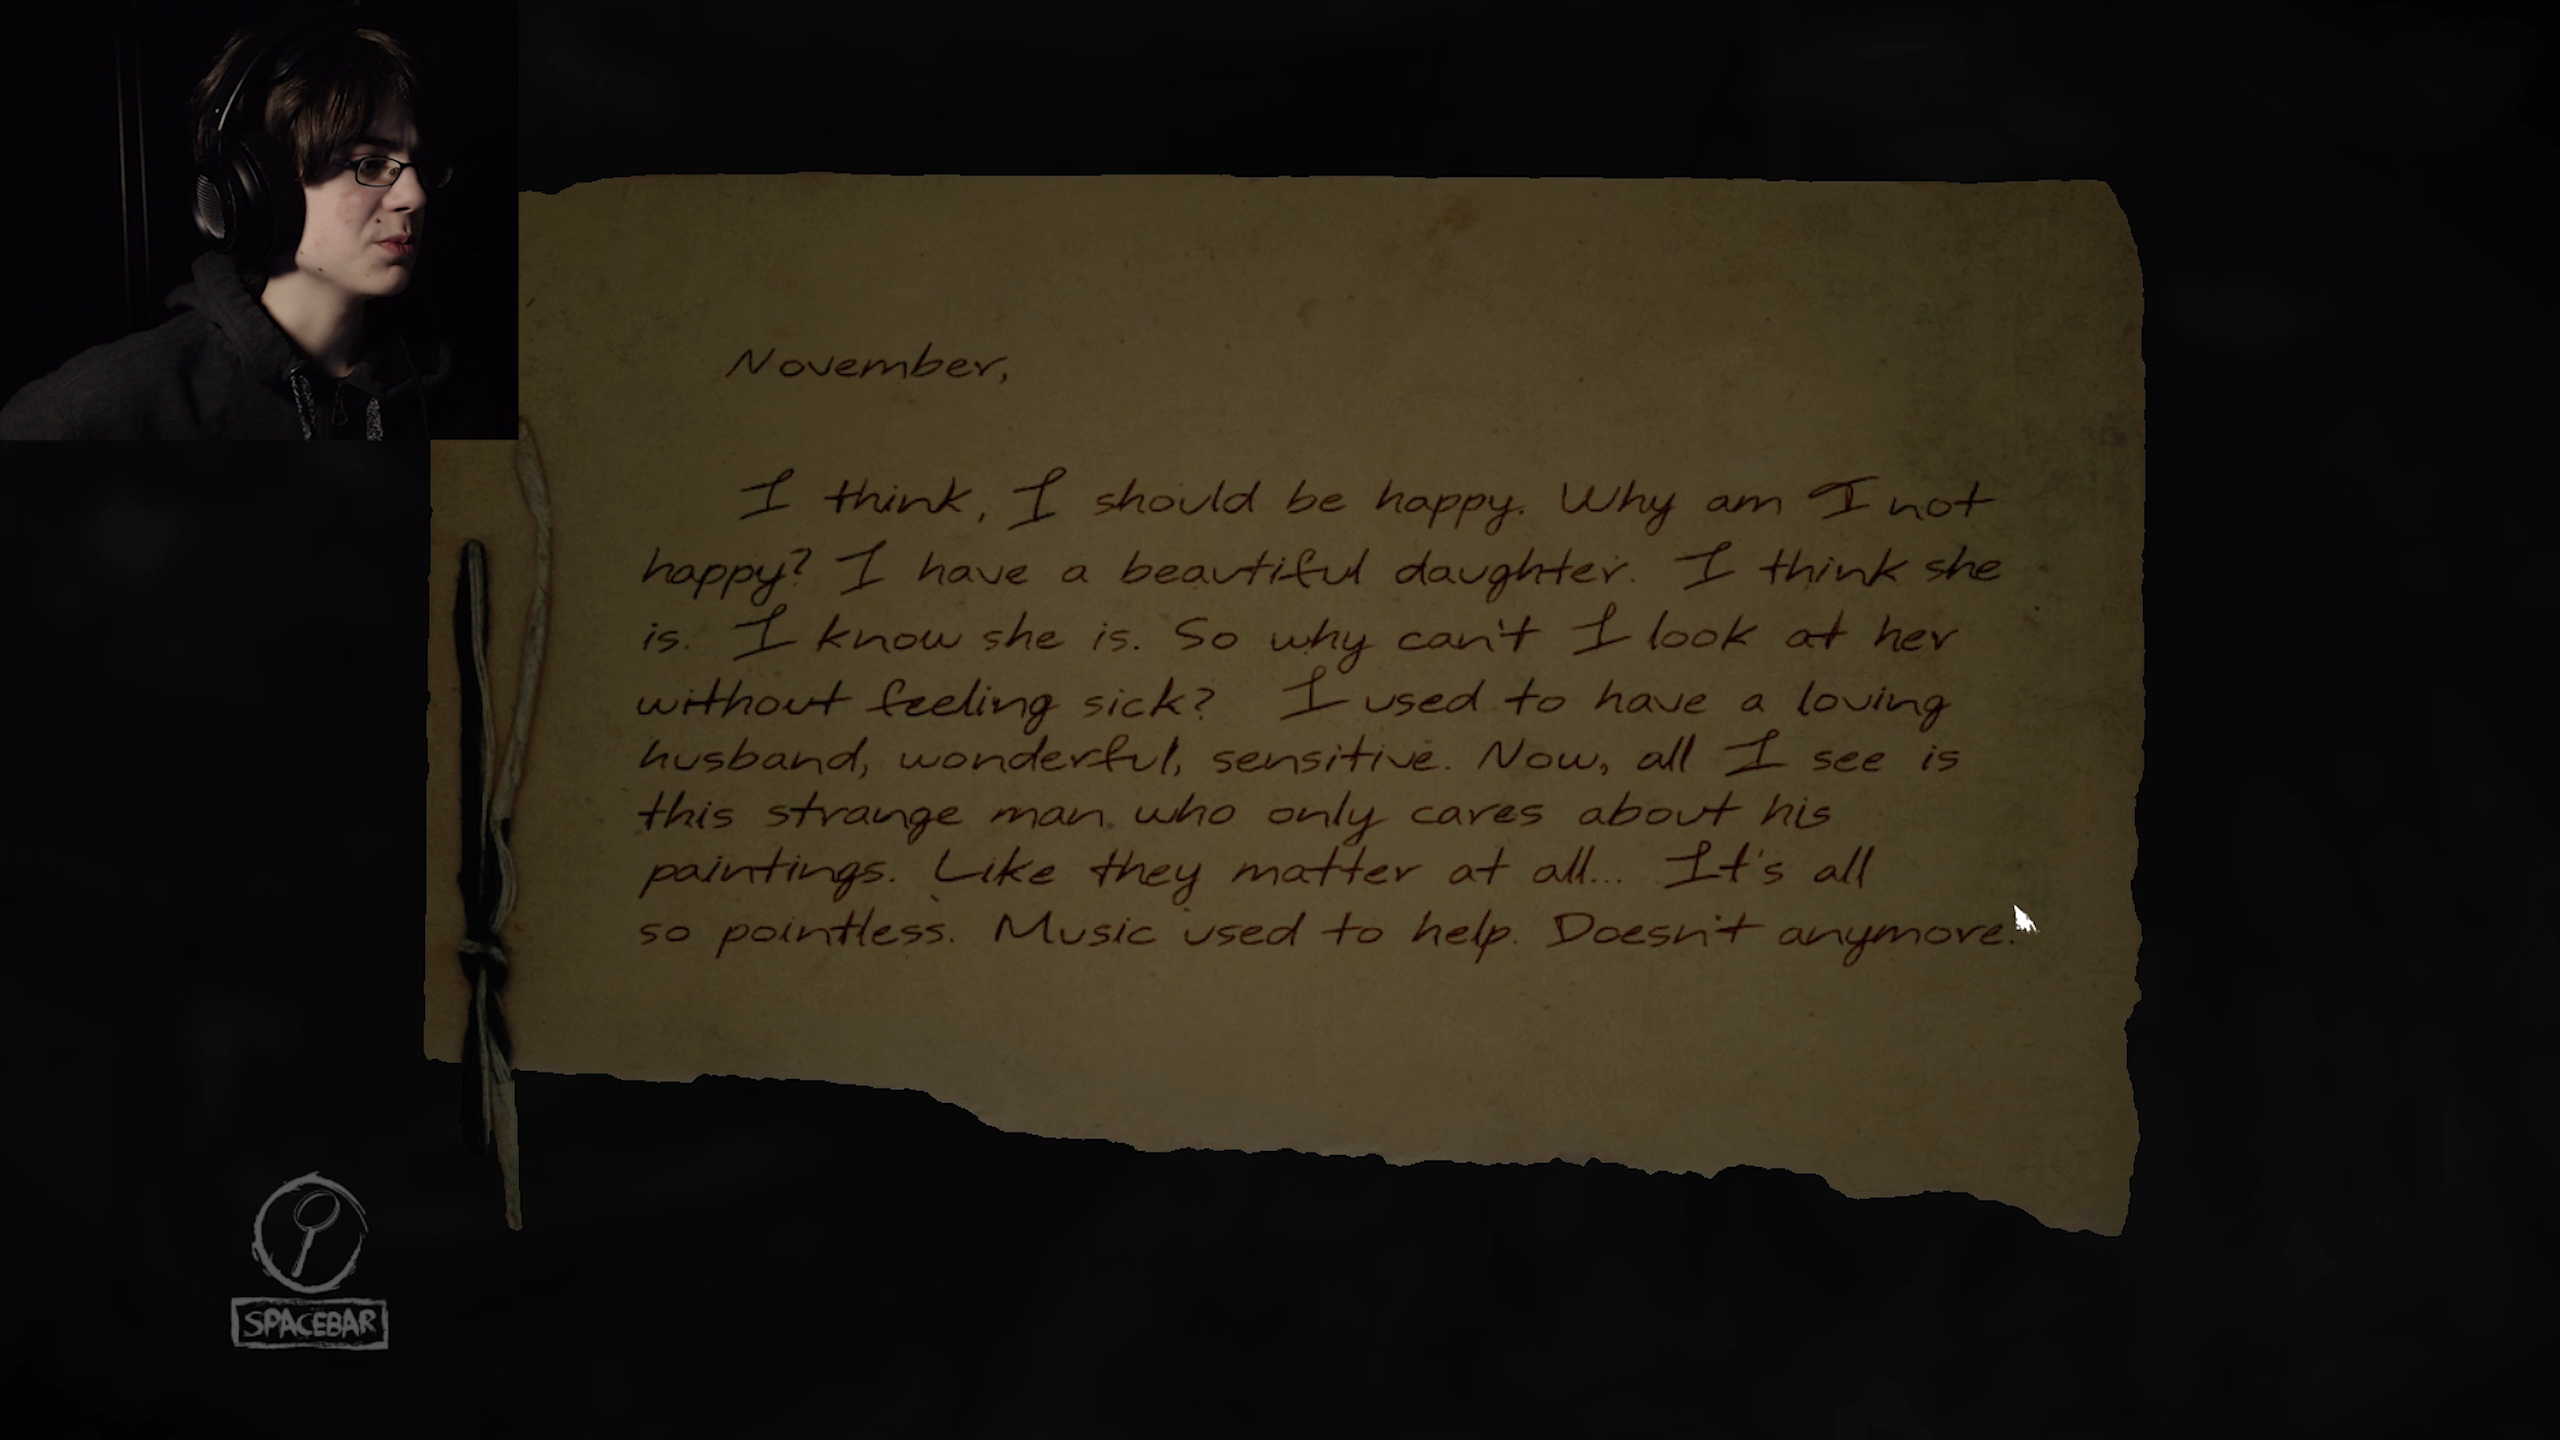 November,
I think, I should be happy. Why am I not
happy? I have a beautiful daughter. I think she
is. I know she is. So why can't I look at her
without feeling sick? I used to have a loving
husband, wonderful, sensitive. Now, all I see is
this strange man who only cares about his
paintings. Like they matter at all... It's all
so pointless. Music used to help. Doesn't anymore.
SPACEBAR